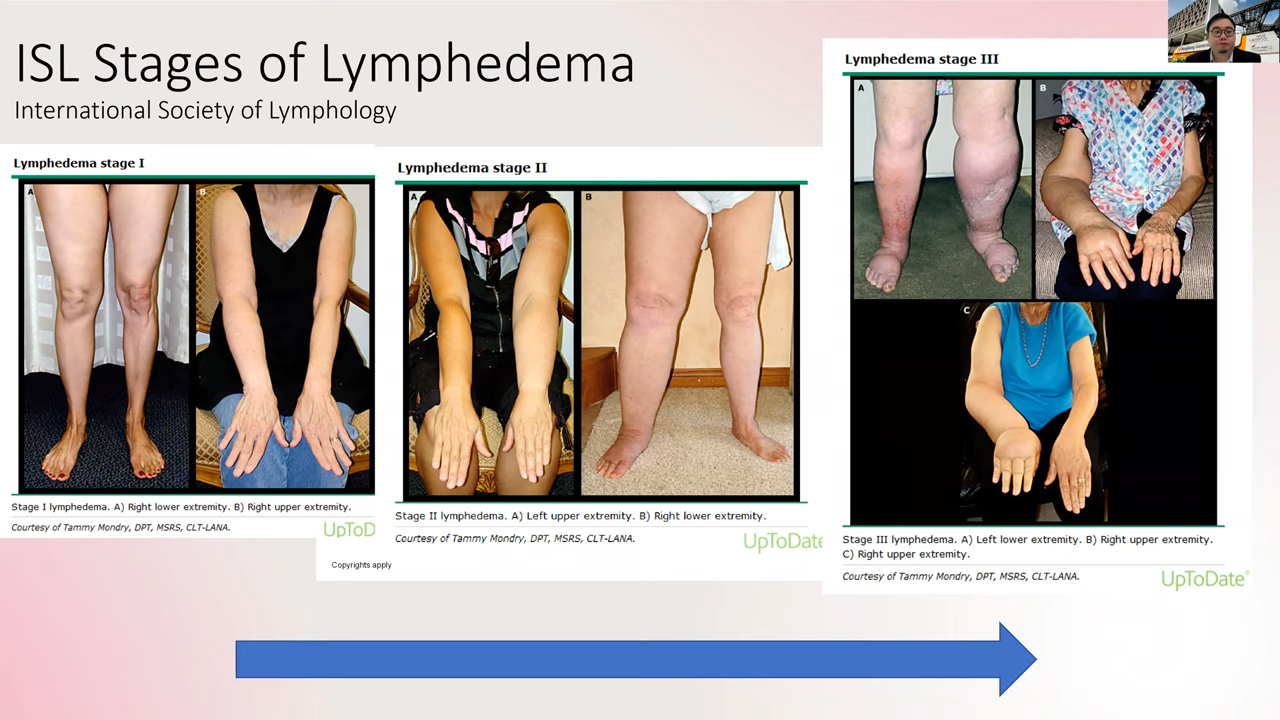 ISL Stages of Lymphedema
International Society of Lymphology
Lymphedema stage I
A
B
Stage I lymphedema. A) Right lower extremity. B) Right upper extremity.
Courtesy of Tammy Mondry, DPT, MSRS, CLT-LANA.
UpToD
Lymphedema stage II
A
B
Stage II lymphedema. A) Left upper extremity. B) Right lower extremity.
Courtesy of Tammy Mondry, DPT, MSRS, CLT-LANA.
UpToDate
Copyrights apply
Lymphedema stage III
A
B
C
Stage III lymphedema. A) Left lower extremity. B) Right upper extremity.
C) Right upper extremity.
Courtesy of Tammy Mondry, DPT, MSRS, CLT-LANA.
UpToDate®